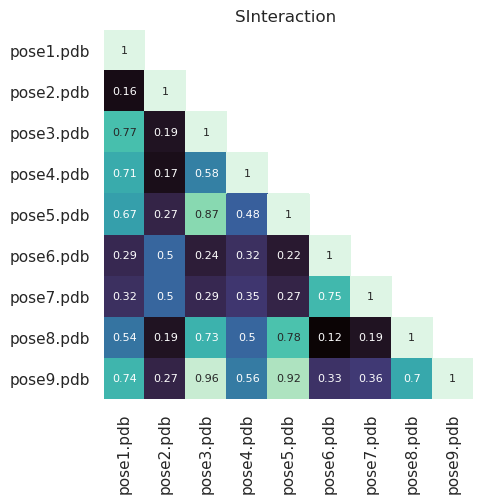 SInteraction
pose1.pdb 1
pose2.pdb 0.16 1
pose3.pdb 0.77 0.19 1
pose4.pdb 0.71 0.17 0.58 1
pose5.pdb 0.67 0.27 0.87 0.48 1
pose6.pdb 0.29 0.5 0.24 0.32 0.22 1
pose7.pdb 0.32 0.5 0.29 0.35 0.27 0.75 1
pose8.pdb 0.54 0.19 0.73 0.5 0.78 0.12 0.19 1
pose9.pdb 0.74 0.27 0.96 0.56 0.92 0.33 0.36 0.7 1
pose1.pdb pose2.pdb pose3.pdb pose4.pdb pose5.pdb pose6.pdb pose7.pdb pose8.pdb pose9.pdb